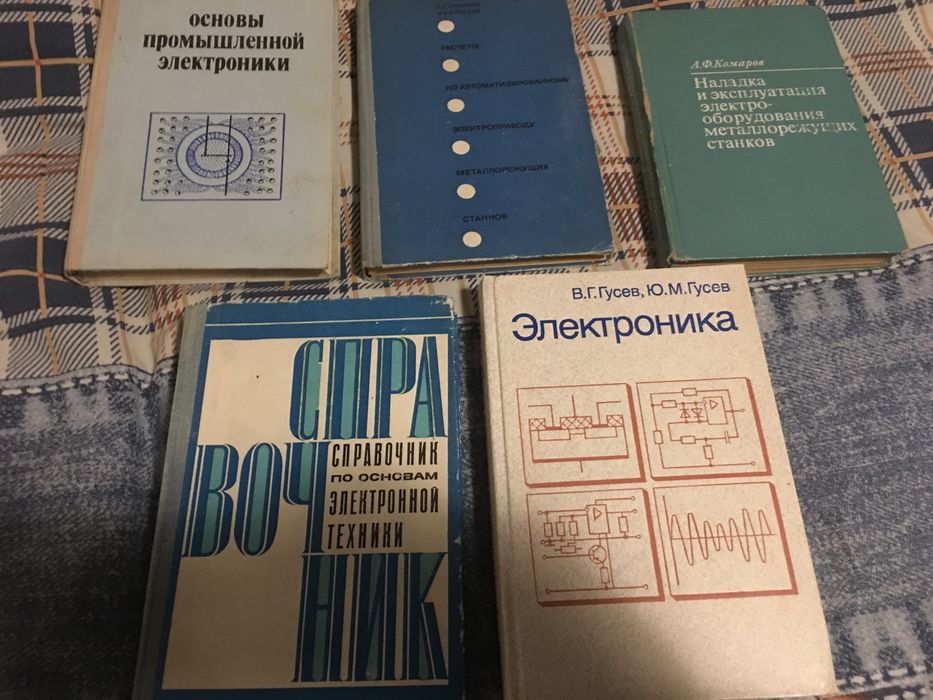 ОСНОВЫ
ПРОМЫШЛЕННОЙ
ЭЛЕКТРОНИКИ
РАСЧЕТЫ
ПО АВТОМАТИЗИРОВАННОМУ
ЭЛЕКТРОПРИВОДУ
МЕТАЛЛОРЕЖУЩИХ
СТАНКОВ
А.Ф.Комаров
Наладка
и эксплуатация
электро-
оборудования
металлорежущих
станков
СПРА
ВОЧ
НИК
СПРАВОЧНИК
ПО ОСНОВАМ
ЭЛЕКТРОННОЙ
ТЕХНИКИ
В.Г.Гусев, Ю.М.Гусев
Электроника